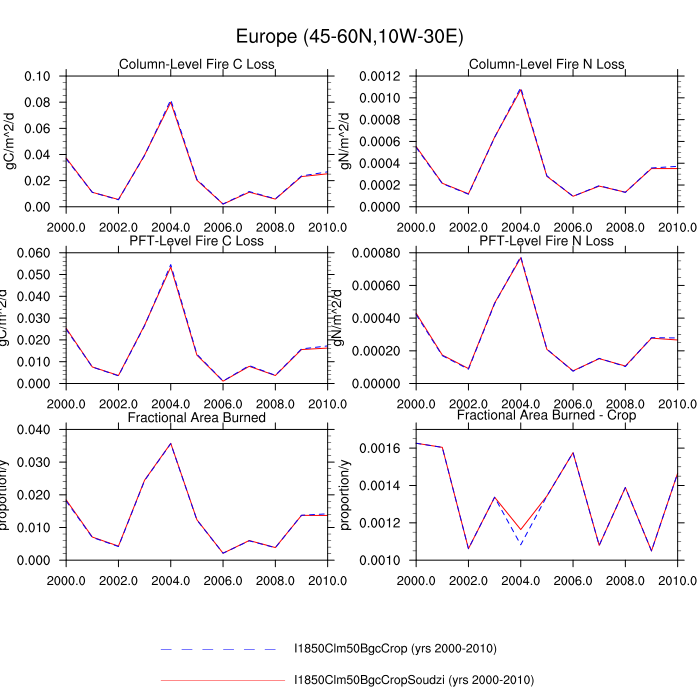 Europe (45-60N,10W-30E)
Column-Level Fire C Loss
gC/m^2/d
0.10
0.08
0.06
0.04
0.02
0.00
2000.0 2002.0 2004.0 2006.0 2008.0 2010.0
Column-Level Fire N Loss
gN/m^2/d
0.0012
0.0010
0.0008
0.0006
0.0004
0.0002
0.0000
2000.0 2002.0 2004.0 2006.0 2008.0 2010.0
PFT-Level Fire C Loss
gC/m^2/d
0.060
0.050
0.040
0.030
0.020
0.010
0.000
2000.0 2002.0 2004.0 2006.0 2008.0 2010.0
PFT-Level Fire N Loss
gN/m^2/d
0.00080
0.00060
0.00040
0.00020
0.00000
2000.0 2002.0 2004.0 2006.0 2008.0 2010.0
Fractional Area Burned
proportion/y
0.040
0.030
0.020
0.010
0.000
2000.0 2002.0 2004.0 2006.0 2008.0 2010.0
Fractional Area Burned - Crop
proportion/y
0.0016
0.0014
0.0012
0.0010
2000.0 2002.0 2004.0 2006.0 2008.0 2010.0
I1850Clm50BgcCrop (yrs 2000-2010)
I1850Clm50BgcCropSoudzi (yrs 2000-2010)